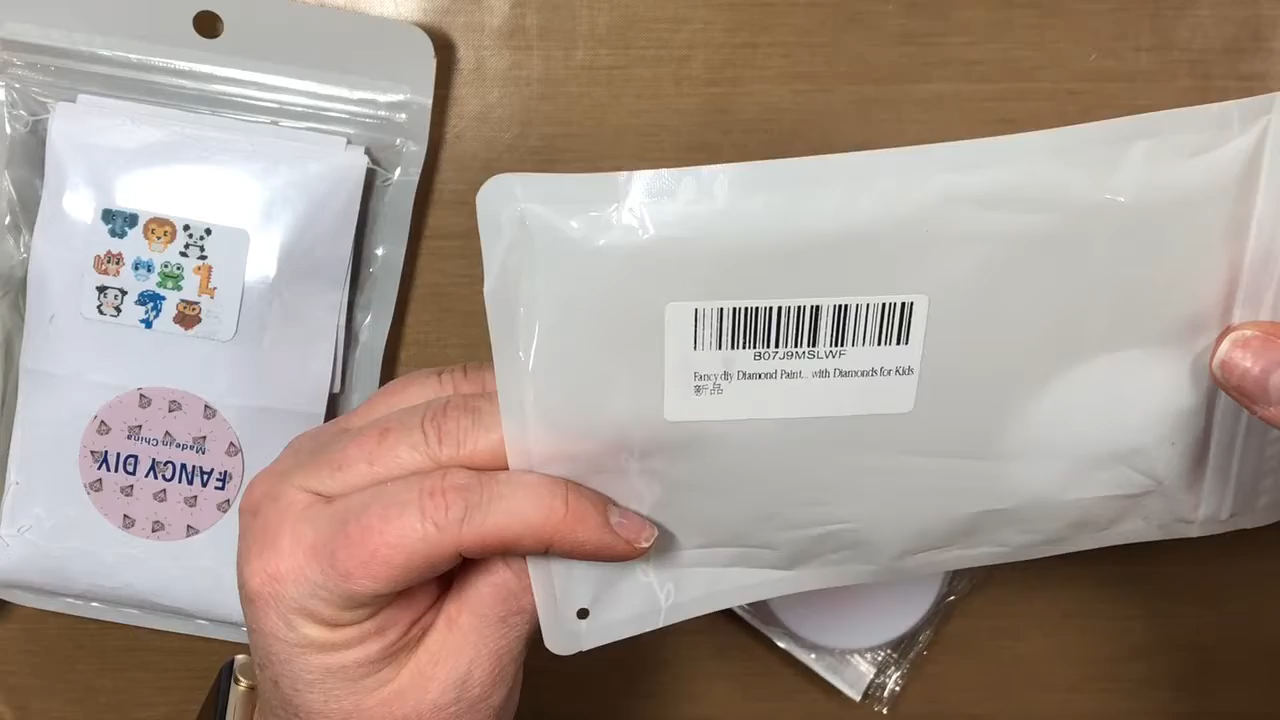 FANCY DIY
Made in China
B07J9MSLWF
Fancy diy Diamond Paint... with Diamonds for Kids
新品